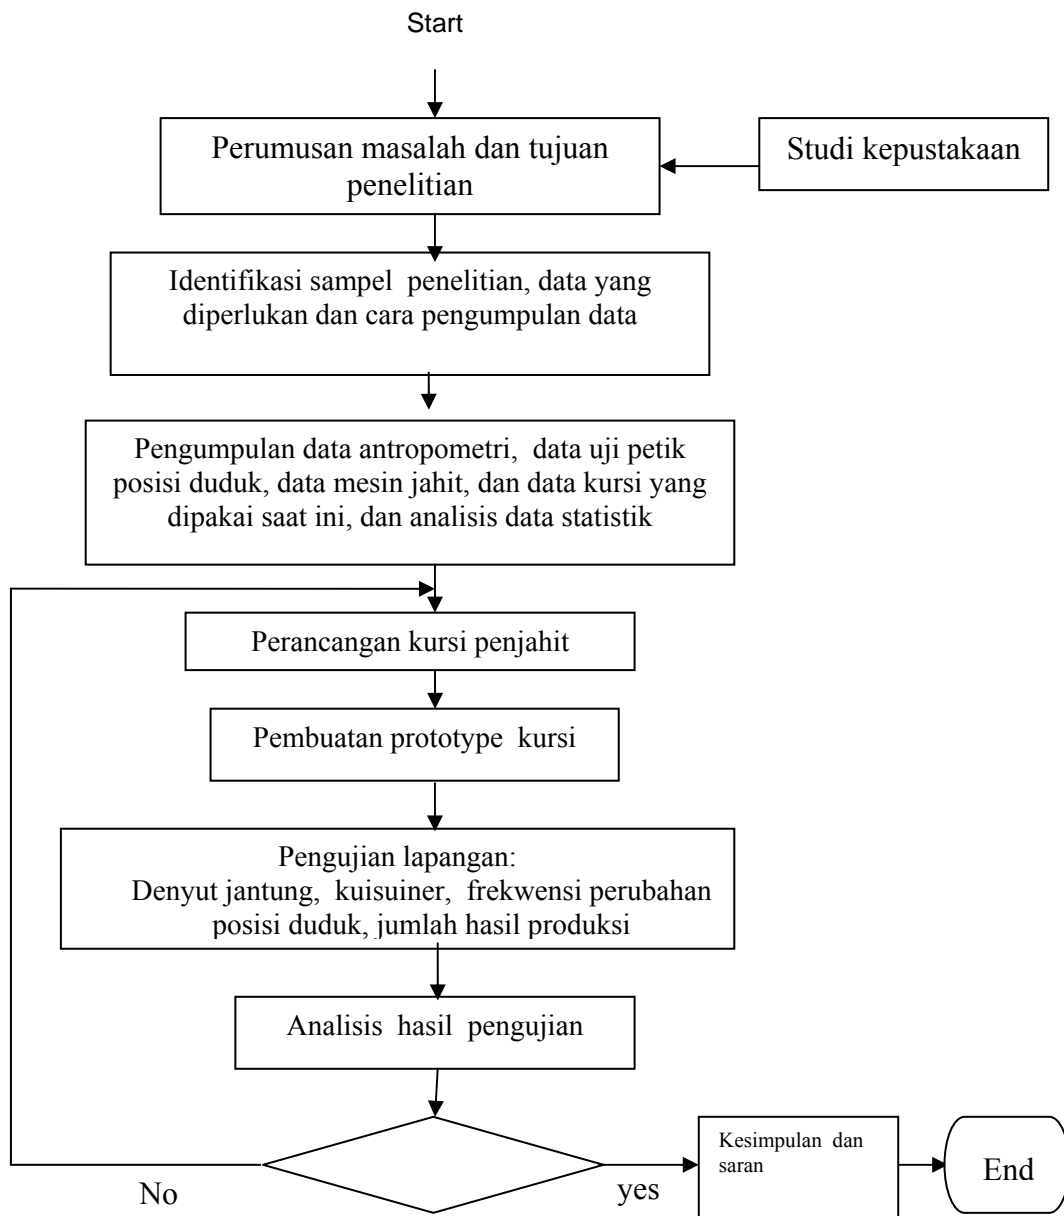 Start
Perumusan masalah dan tujuan
penelitian
Studi kepustakaan
Identifikasi sampel penelitian, data yang
diperlukan dan cara pengumpulan data
Pengumpulan data antropometri, data uji petik
posisi duduk, data mesin jahit, dan data kursi yang
dipakai saat ini, dan analisis data statistik
Perancangan kursi penjahit
Pembuatan prototype kursi
Pengujian lapangan:
Denyut jantung, kuisuiner, frekwensi perubahan
posisi duduk, jumlah hasil produksi
Analisis hasil pengujian
No
yes
Kesimpulan dan
saran
End